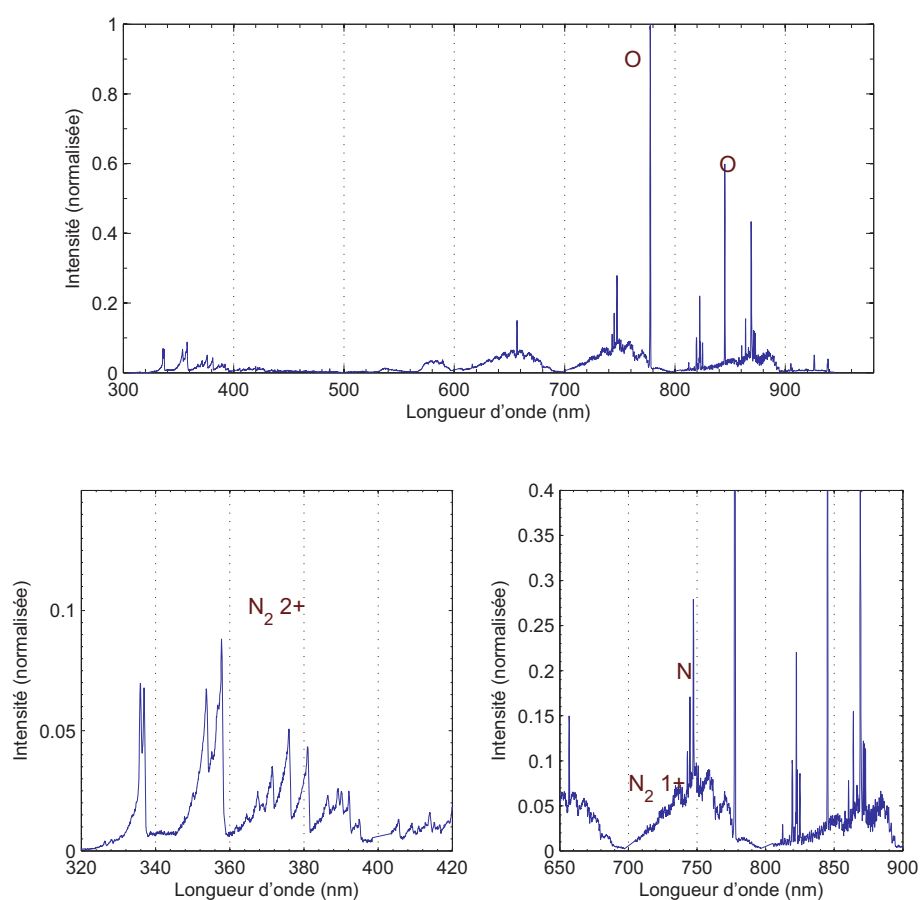 Intensité (normalisée)
1
0.8
0.6
0.4
0.2
0
O
O
300 400 500 600 700 800 900
Longueur d'onde (nm)
Intensité (normalisée)
0.1
0.05
0
N2 2+
320 340 360 380 400 420
Longueur d'onde (nm)
Intensité (normalisée)
0.4
0.35
0.3
0.25
0.2
0.15
0.1
0.05
0
N
N2 1+
650 700 750 800 850 900
Longueur d'onde (nm)